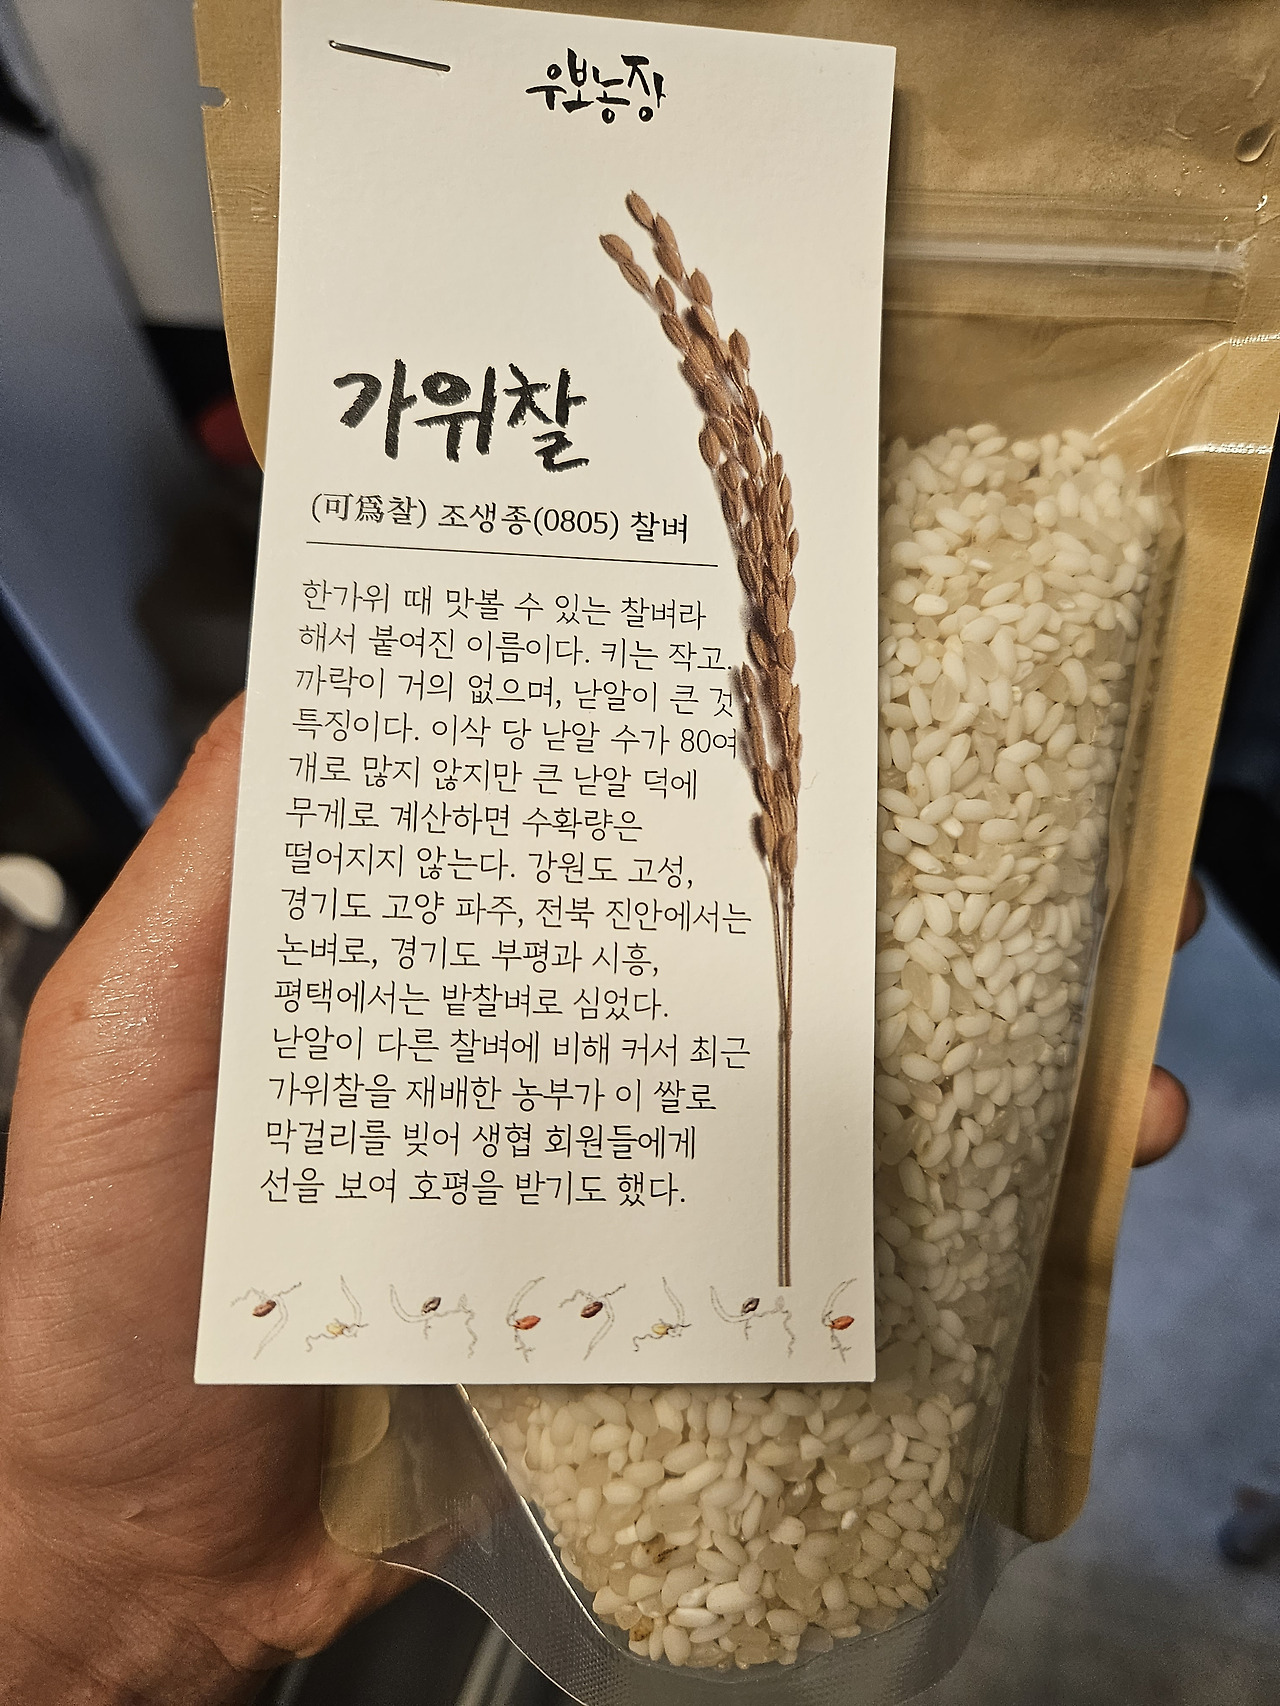 우보농장
가위찰
(可爲찰) 조생종(0805) 찰벼
한가위 때 맛볼 수 있는 찰벼라
해서 붙여진 이름이다. 키는 작고.
까락이 거의 없으며, 낟알이 큰 것
특징이다. 이삭 당 낟알 수가 80여
개로 많지 않지만 큰 낟알 덕에
무게로 계산하면 수확량은
떨어지지 않는다. 강원도 고성,
경기도 고양 파주, 전북 진안에서는
논벼로, 경기도 부평과 시흥,
평택에서는 밭찰벼로 심었다.
낟알이 다른 찰벼에 비해 커서 최근
가위찰을 재배한 농부가 이 쌀로
막걸리를 빚어 생협 회원들에게
선을 보여 호평을 받기도 했다.